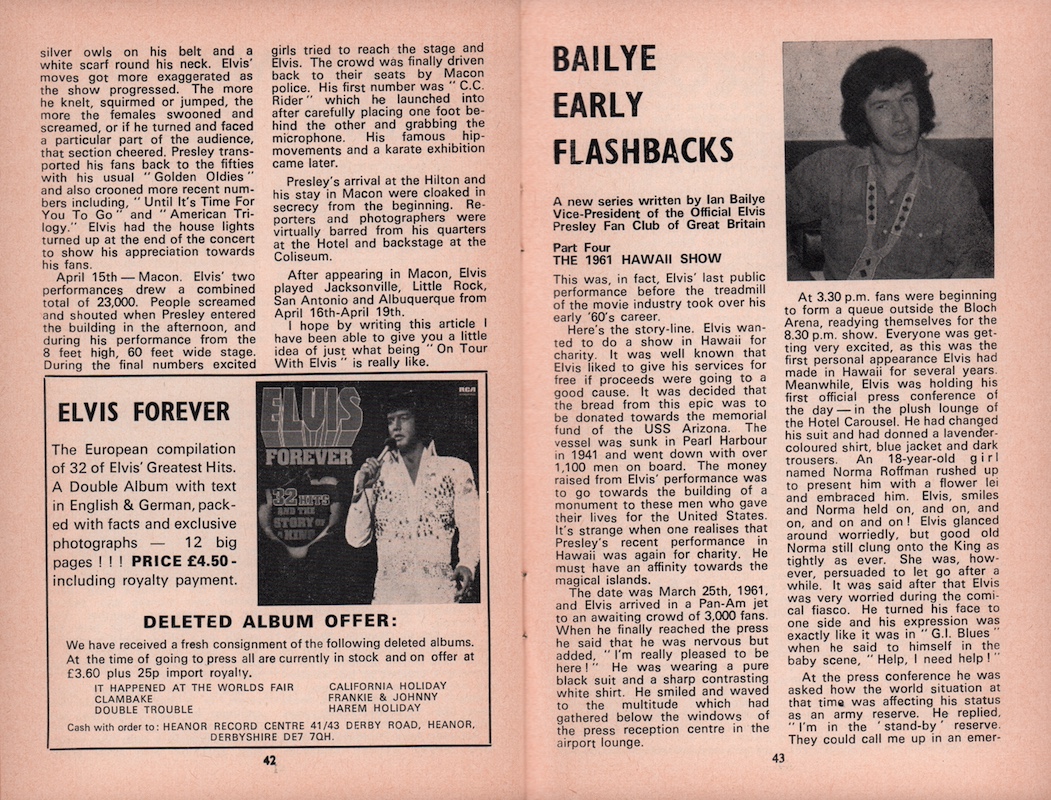 silver owls on his belt and a
white scarf round his neck. Elvis'
moves got more exaggerated as
the show progressed. The more
he knelt, squirmed or jumped, the
more the females swooned and
screamed, or if he turned and faced
a particular part of the audience,
that section cheered. Presley trans-
ported his fans back to the fifties
with his usual "Golden Oldies"
and also crooned more recent num-
bers including, "Until It's Time For
You To Go" and "American Tri-
logy." Elvis had the house lights
turned up at the end of the concert
to show his appreciation towards
his fans.
April 15th — Macon. Elvis' two
performances drew a combined
total of 23,000. People screamed
and shouted when Presley entered
the building in the afternoon, and
during his performance from the
8 feet high, 60 feet wide stage.
During the final numbers excited
girls tried to reach the stage and
Elvis. The crowd was finally driven
back to their seats by Macon
police. His first number was "C.C.
Rider" which he launched into
after carefully placing one foot be-
hind the other and grabbing the
microphone. His famous hip-
movements and a karate exhibition
came later.
Presley's arrival at the Hilton and
his stay in Macon were cloaked in
secrecy from the beginning. Re-
porters and photographers were
virtually barred from his quarters
at the Hotel and backstage at the
Coliseum.
After appearing in Macon, Elvis
played Jacksonville, Little Rock,
San Antonio and Albuquerque from
April 16th-April 19th.
I hope by writing this article I
have been able to give you a little
idea of just what being "On Tour
With Elvis" is really like.
ELVIS FOREVER
The European compilation
of 32 of Elvis' Greatest Hits.
A Double Album with text
in English & German, pack-
ed with facts and exclusive
photographs — 12 big
pages ! ! ! PRICE £4.50 -
including royalty payment.
RCA
ELVIS
FOREVER
32 HITS
AND THE
STORY OF
A KING
DELETED ALBUM OFFER:
We have received a fresh consignment of the following deleted albums.
At the time of going to press all are currently in stock and on offer at
£3.60 plus 25p import royalty.
IT HAPPENED AT THE WORLDS FAIR
CLAMBAKE
DOUBLE TROUBLE
CALIFORNIA HOLIDAY
FRANKIE & JOHNNY
HAREM HOLIDAY
Cash with order to: HEANOR RECORD CENTRE 41/43 DERBY ROAD, HEANOR,
DERBYSHIRE DE7 7QH.
42
BAILYE
EARLY
FLASHBACKS
A new series written by Ian Bailye
Vice-President of the Official Elvis
Presley Fan Club of Great Britain
Part Four
THE 1961 HAWAII SHOW
This was, in fact, Elvis' last public
performance before the treadmill
of the movie industry took over his
early '60's career.
Here's the story-line. Elvis wan-
ted to do a show in Hawaii for
charity. It was well known that
Elvis liked to give his services for
free if proceeds were going to a
good cause. It was decided that
the bread from this epic was to
be donated towards the memorial
fund of the USS Arizona. The
vessel was sunk in Pearl Harbour
in 1941 and went down with over
1,100 men on board. The money
raised from Elvis' performance was
to go towards the building of a
monument to these men who gave
their lives for the United States.
It's strange when one realises that
Presley's recent performance in
Hawaii was again for charity. He
must have an affinity towards the
magical islands.
The date was March 25th, 1961,
and Elvis arrived in a Pan-Am jet
to an awaiting crowd of 3,000 fans.
When he finally reached the press
he said that he was nervous but
added, "I'm really pleased to be
here!" He was wearing a pure
black suit and a sharp contrasting
white shirt. He smiled and waved
to the multitude which had
gathered below the windows of
the press reception centre in the
airport lounge.
At 3.30 p.m. fans were beginning
to form a queue outside the Bloch
Arena, readying themselves for the
8.30 p.m. show. Everyone was get-
ting very excited, as this was the
first personal appearance Elvis had
made in Hawaii for several years.
Meanwhile, Elvis was holding his
first official press conference of
the day — in the plush lounge of
the Hotel Carousel. He had changed
his suit and had donned a lavender-
coloured shirt, blue jacket and dark
trousers. An 18-year-old girl
named Norma Roffman rushed up
to present him with a flower lei
and embraced him. Elvis, smiles
and Norma held on, and on, and
on, and on and on! Elvis glanced
around worriedly, but good old
Norma still clung onto the King as
tightly as ever. She was, how-
ever, persuaded to let go after a
while. It was said after that Elvis
was very worried during the comi-
cal fiasco. He turned his face to
one side and his expression was
exactly like it was in "G.I. Blues"
when he said to himself in the
baby scene, "Help, I need help!"
At the press conference he was
asked how the world situation at
that time was affecting his status
as an army reserve. He replied,
"I'm in the 'stand-by' reserve.
They could call me up in an emer-
43